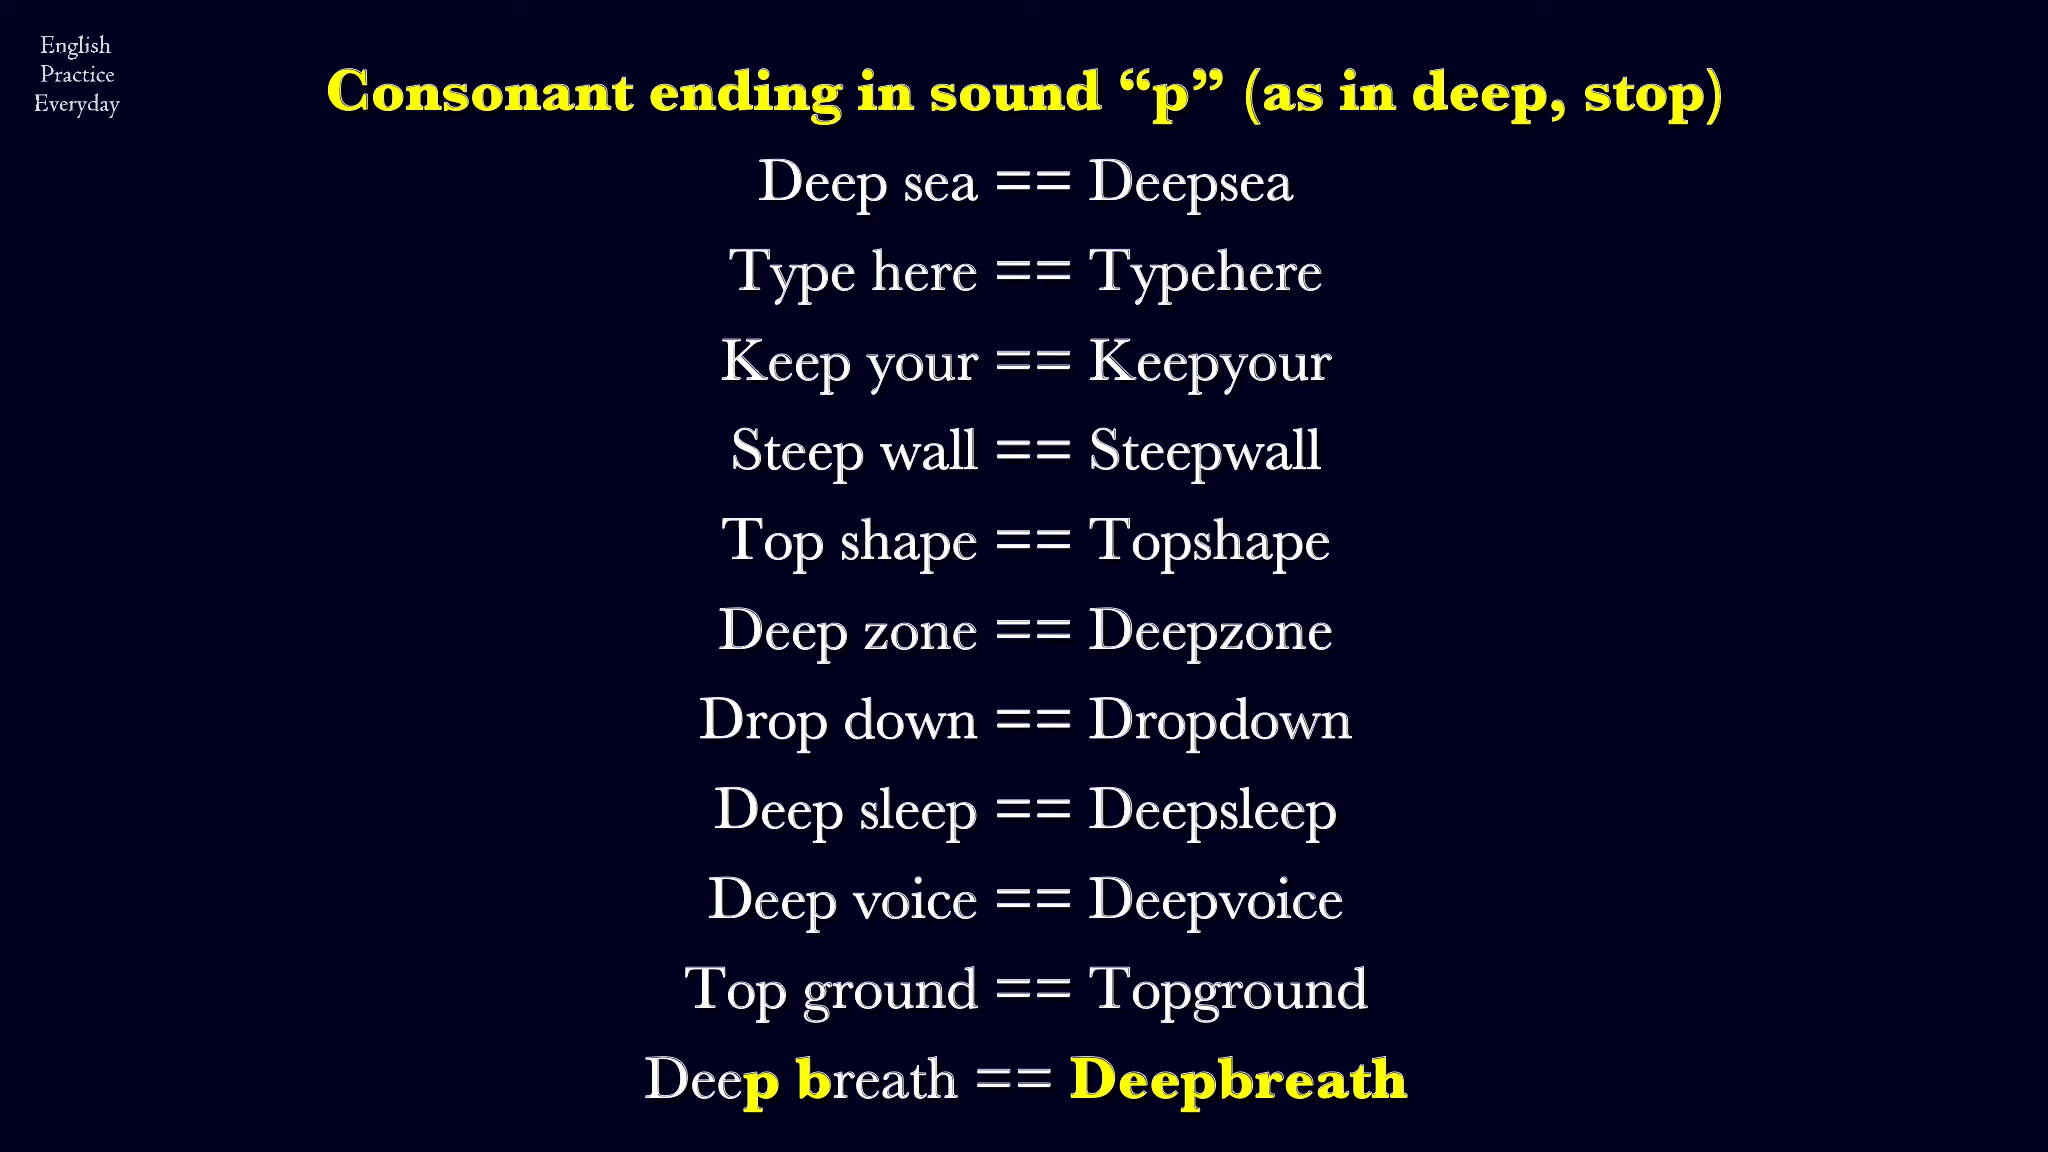 English
Practice
Everyday
Consonant ending in sound “p” (as in deep, stop)
Deep sea == Deepsea
Type here == Typehere
Keep your == Keepyour
Steep wall == Steepwall
Top shape == Topshape
Deep zone == Deepzone
Drop down == Dropdown
Deep sleep == Deepsleep
Deep voice == Deepvoice
Top ground == Topground
Deep breath == Deepbreath